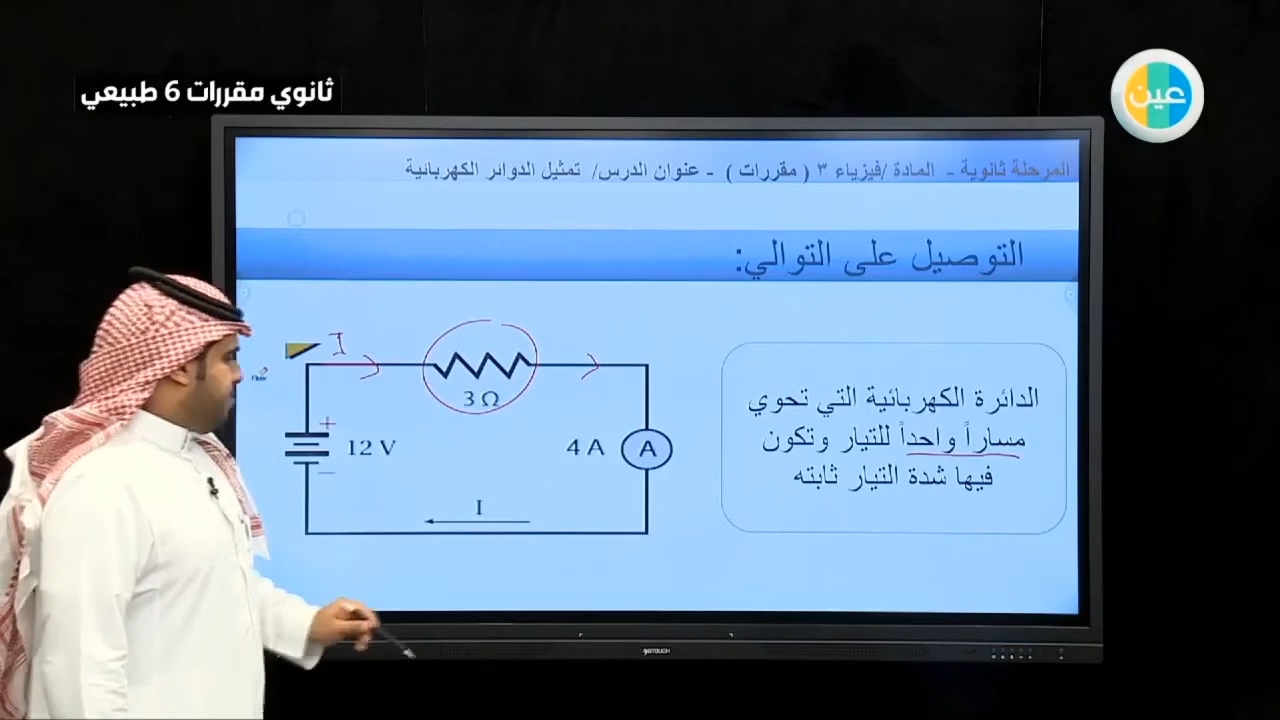 ثانوي مقررات 6 طبيعي
عين
المرحلة ثانوية - المادة /فيزياء ٣ ( مقررات ) - عنوان الدرس/ تمثيل الدوائر الكهربائية
التوصيل على التوالي:
I
3 Ω
Flow
+
12 V
4 A
A
I
الدائرة الكهربائية التي تحوي
مساراً واحداً للتيار وتكون
فيها شدة التيار ثابته